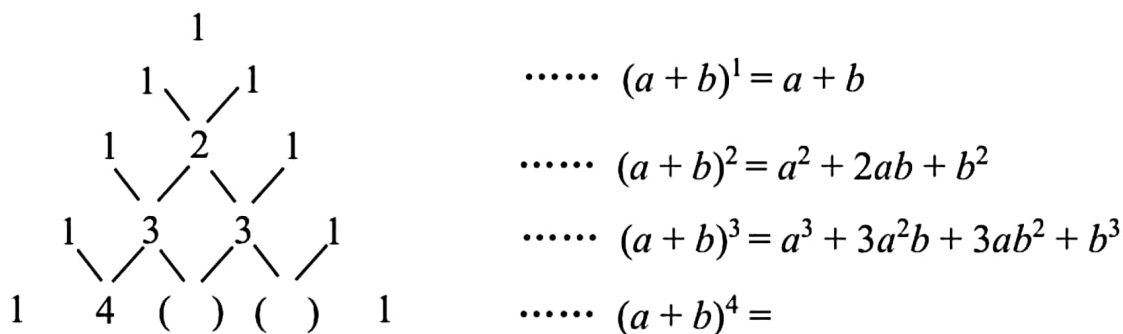 1
1 1 ······ (a + b)¹ = a + b
1 2 1 ······ (a + b)² = a² + 2ab + b²
1 3 3 1 ······ (a + b)³ = a³ + 3a²b + 3ab² + b³
1 4 ( ) ( ) 1 ······ (a + b)⁴ =